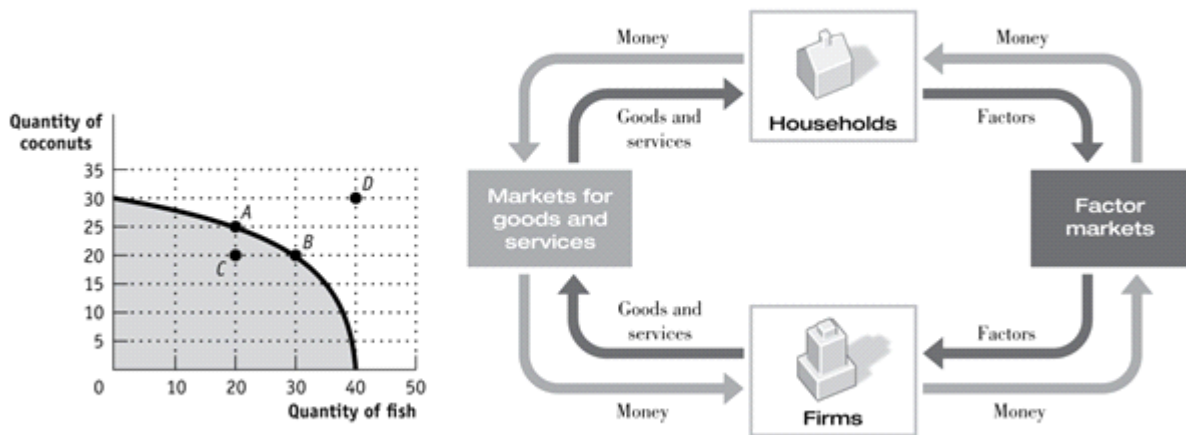 Quantity of
coconuts
35
30
25
20
15
10
5
0
10
20
30
40
50
Quantity of fish
A
B
C
D
Money
Money
Goods and
services
Factors
Households
Markets for
goods and
services
Factor
markets
Goods and
services
Factors
Firms
Money
Money